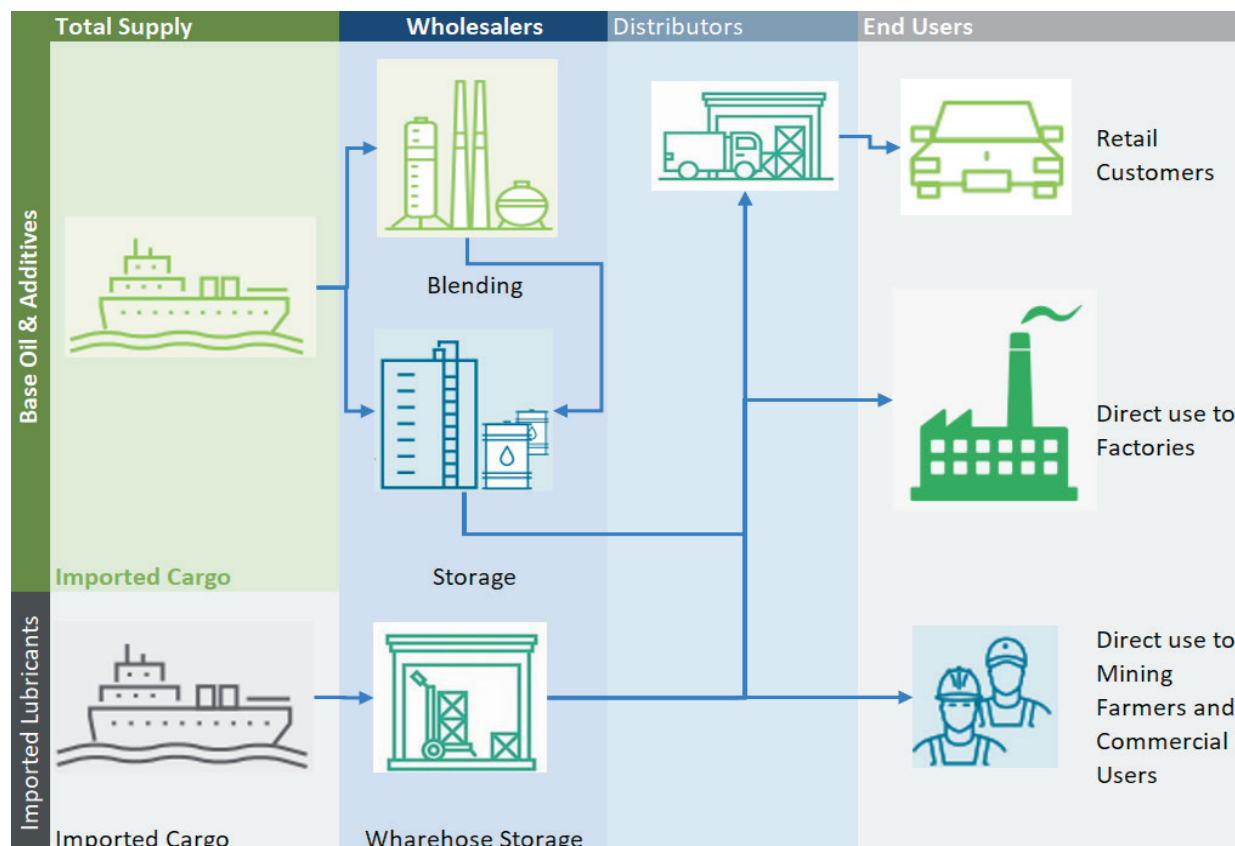 Total Supply
Wholesalers
Distributors
End Users
Base Oil & Additives
Retail
Customers
Blending
Direct use to
Factories
Imported Cargo
Storage
Imported Lubricants
Direct use to
Mining
Farmers and
Commercial
Users
Imported Cargo
Wharehose Storage